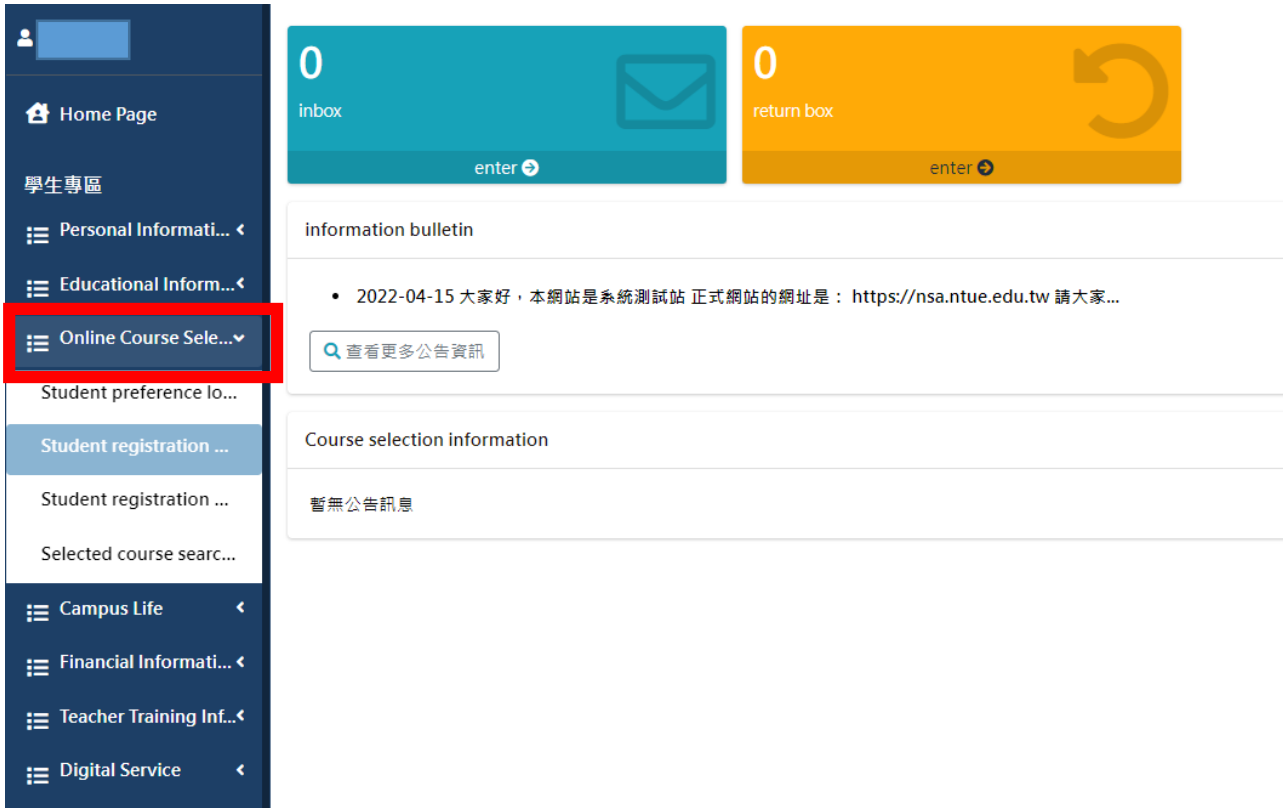 Home Page
學生專區
Personal Informati...
Educational Inform...
Online Course Sele...
Student preference lo...
Student registration ...
Student registration ...
Selected course searc...
Campus Life
Financial Informati...
Teacher Training Inf...
Digital Service
0
inbox
enter
0
return box
enter
information bulletin
2022-04-15 大家好，本網站是系統測試站 正式網站的網址是： https://nsa.ntue.edu.tw 請大家...
查看更多公告資訊
Course selection information
暫無公告訊息